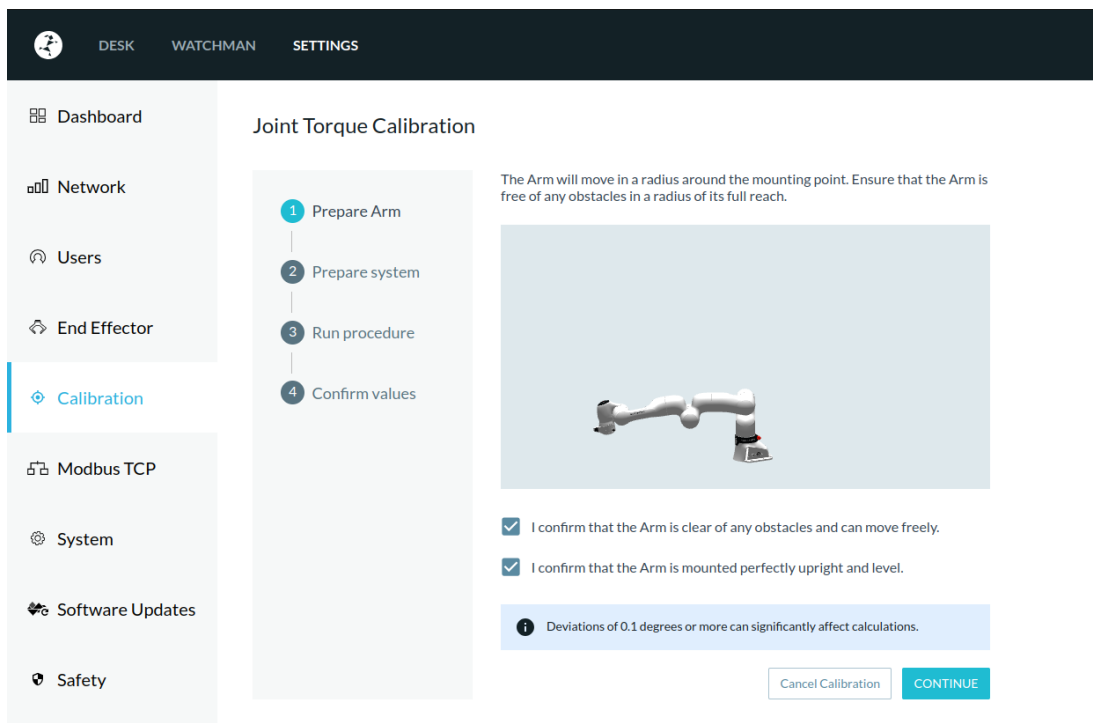 DESK WATCHMAN SETTINGS
Dashboard
Network
Users
End Effector
Calibration
Modbus TCP
System
Software Updates
Safety
Joint Torque Calibration
1 Prepare Arm
2 Prepare system
3 Run procedure
4 Confirm values
The Arm will move in a radius around the mounting point. Ensure that the Arm is
free of any obstacles in a radius of its full reach.
I confirm that the Arm is clear of any obstacles and can move freely.
I confirm that the Arm is mounted perfectly upright and level.
Deviations of 0.1 degrees or more can significantly affect calculations.
Cancel Calibration CONTINUE